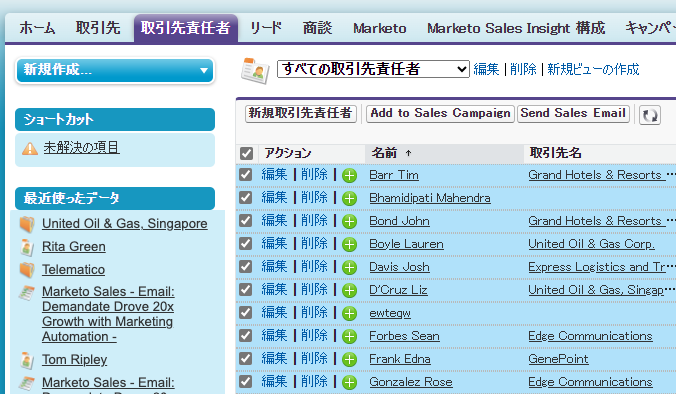 ホーム 取引先 取引先責任者 リード 商談 Marketo Marketo Sales Insight 構成 キャンペー
新規作成...
ショートカット
未解決の項目
最近使ったデータ
United Oil & Gas, Singapore
Rita Green
Telematico
Marketo Sales - Email:
Demandate Drove 20x
Growth with Marketing
Automation -
Tom Ripley
Marketo Sales - Email:
すべての取引先責任者 編集 | 削除 | 新規ビューの作成
新規取引先責任者 Add to Sales Campaign Send Sales Email
アクション 名前 ↑ 取引先名
編集 | 削除 | Barr Tim Grand Hotels & Resorts ...
編集 | 削除 | Bhamidipati Mahendra
編集 | 削除 | Bond John Grand Hotels & Resorts ...
編集 | 削除 | Boyle Lauren United Oil & Gas Corp.
編集 | 削除 | Davis Josh Express Logistics and Tr...
編集 | 削除 | D'Cruz Liz United Oil & Gas, Singap...
編集 | 削除 | ewtegw
編集 | 削除 | Forbes Sean Edge Communications
編集 | 削除 | Frank Edna GenePoint
編集 | 削除 | Gonzalez Rose Edge Communications